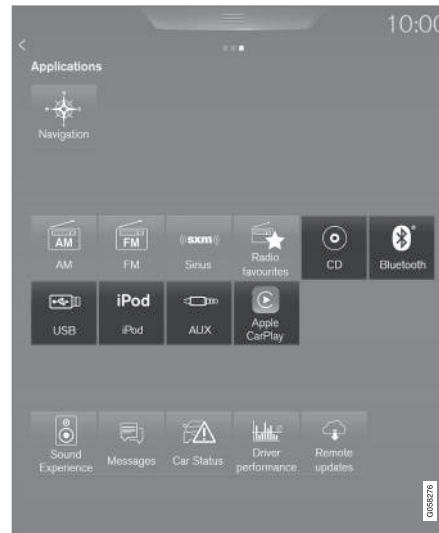 10:00
Applications
Navigation
AM
FM
((sxm))
AM
FM
Sirius
Radio
favourites
CD
Bluetooth
iPod
USB
iPod
AUX
Apple
CarPlay
Sound
Experience
Messages
Car Status
Driver
performance
Remote
updates
G058276